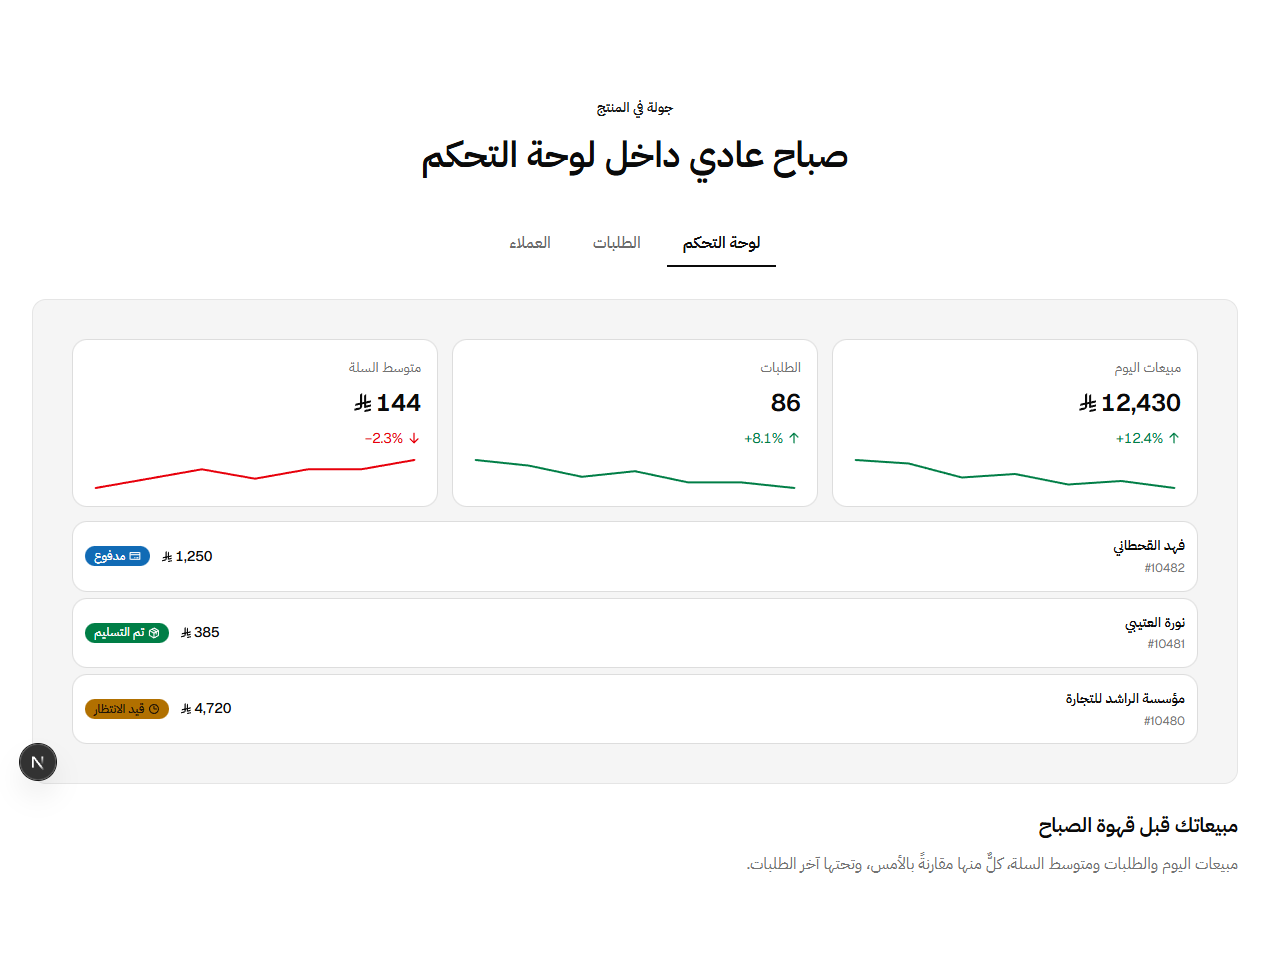 جولة في المنتج
صباح عادي داخل لوحة التحكم
لوحة التحكم
الطلبات
العملاء
مبيعات اليوم
12,430
+12.4%
الطلبات
86
+8.1%
متوسط السلة
144
−2.3%
فهد القحطاني
#10482
1,250
مدفوع
نورة العتيبي
#10481
385
تم التسليم
مؤسسة الراشد للتجارة
#10480
4,720
قيد الانتظار
N
مبيعاتك قبل قهوة الصباح
مبيعات اليوم والطلبات ومتوسط السلة، كلٌّ منها مقارنةً بالأمس، وتحتها آخر الطلبات.